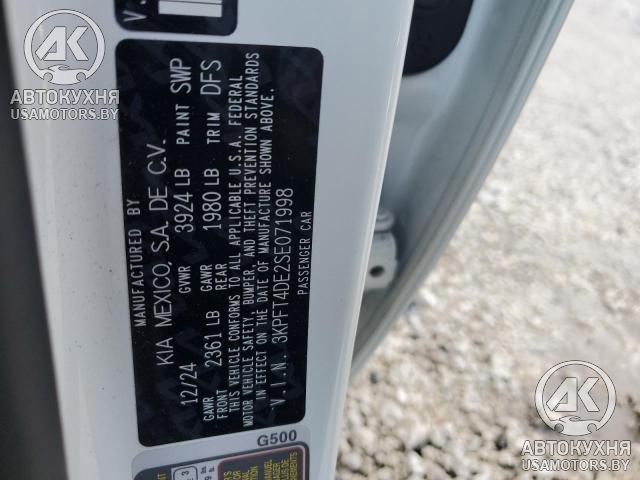 MANUFACTURED BY
KIA MEXICO, S.A. DE C.V.
12/24 GVWR 3924 LB PAINT SWP
GAWR FRONT 2361 LB GAWR REAR 1980 LB TRIM DFS
THIS VEHICLE CONFORMS TO ALL APPLICABLE U.S.A. FEDERAL
MOTOR VEHICLE SAFETY, BUMPER, AND THEFT PREVENTION STANDARDS
IN EFFECT ON THE DATE OF MANUFACTURE SHOWN ABOVE.
V.I.N. 3KPFT4DE2SE071998
PASSENGER CAR
G500
AK
АВТОКУХНЯ
USAMOTORS.BY
AK
АВТОКУХНЯ
USAMOTORS.BY